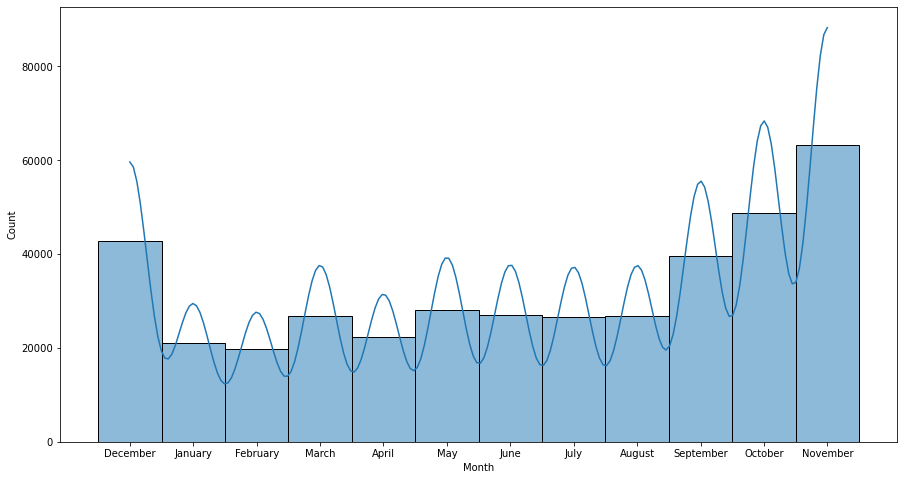 80000
60000
40000
20000
0
Count
December January February March April May June July August September October November
Month